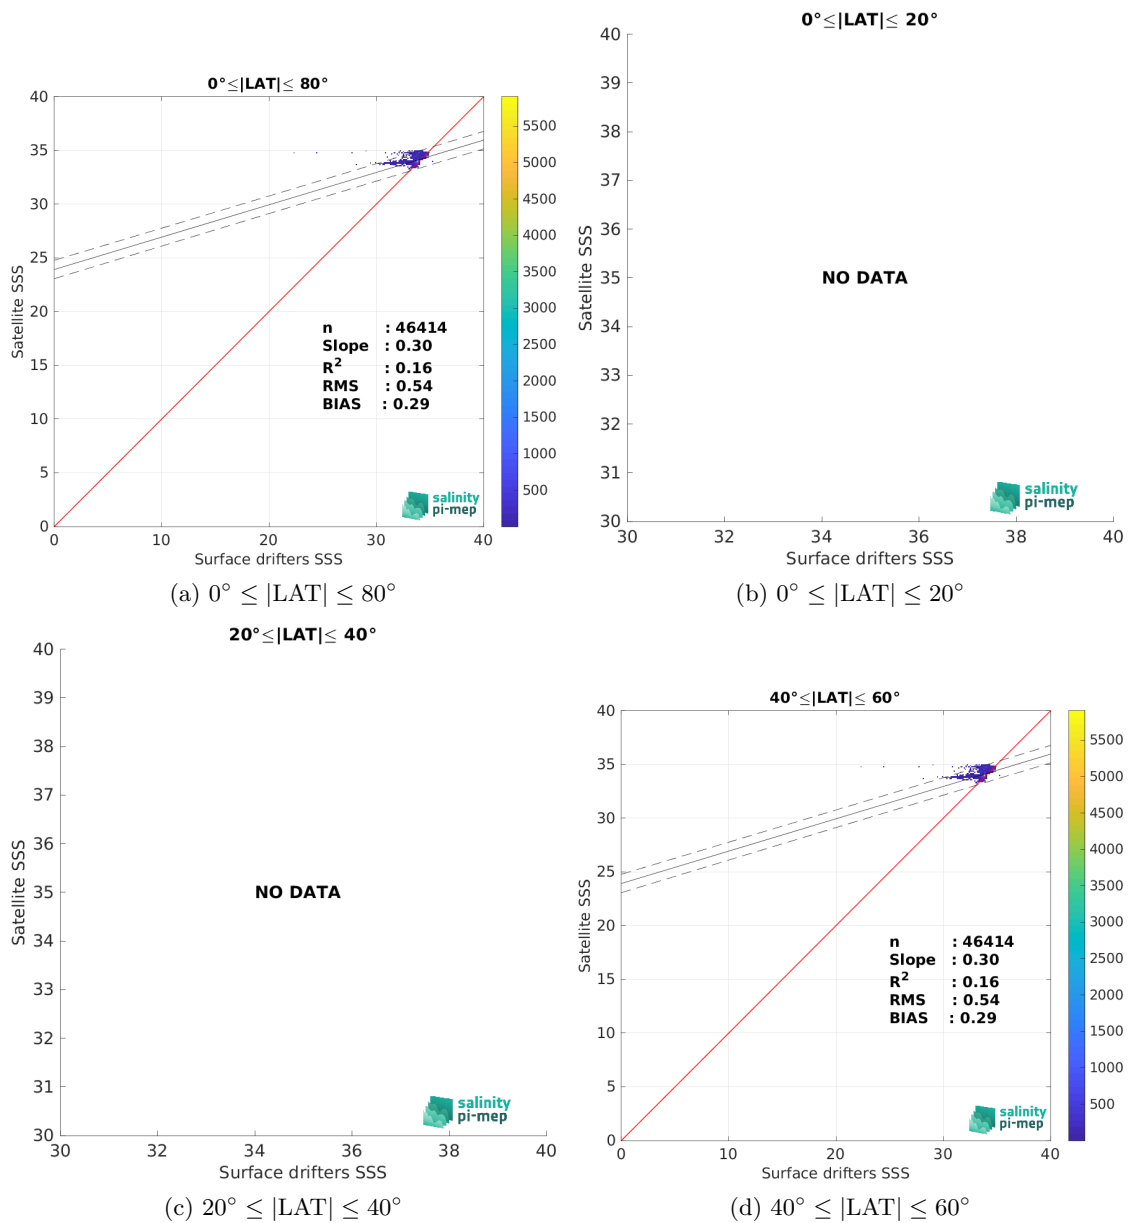 0°≤|LAT|≤ 80°
40
35
30
25
20
15
10
5
0
Satellite SSS
0
10
20
30
40
Surface drifters SSS
n : 46414
Slope : 0.30
R² : 0.16
RMS : 0.54
BIAS : 0.29
salinity
pi-mep
5500
5000
4500
4000
3500
3000
2500
2000
1500
1000
500
(a) 0° ≤ |LAT| ≤ 80°
0°≤|LAT|≤ 20°
40
39
38
37
36
35
34
33
32
31
30
Satellite SSS
NO DATA
salinity
pi-mep
30
32
34
36
38
40
Surface drifters SSS
(b) 0° ≤ |LAT| ≤ 20°
20°≤|LAT|≤ 40°
40
39
38
37
36
35
34
33
32
31
30
Satellite SSS
NO DATA
salinity
pi-mep
30
32
34
36
38
40
Surface drifters SSS
(c) 20° ≤ |LAT| ≤ 40°
40°≤|LAT|≤ 60°
40
35
30
25
20
15
10
5
0
Satellite SSS
n : 46414
Slope : 0.30
R² : 0.16
RMS : 0.54
BIAS : 0.29
salinity
pi-mep
0
10
20
30
40
Surface drifters SSS
5500
5000
4500
4000
3500
3000
2500
2000
1500
1000
500
(d) 40° ≤ |LAT| ≤ 60°